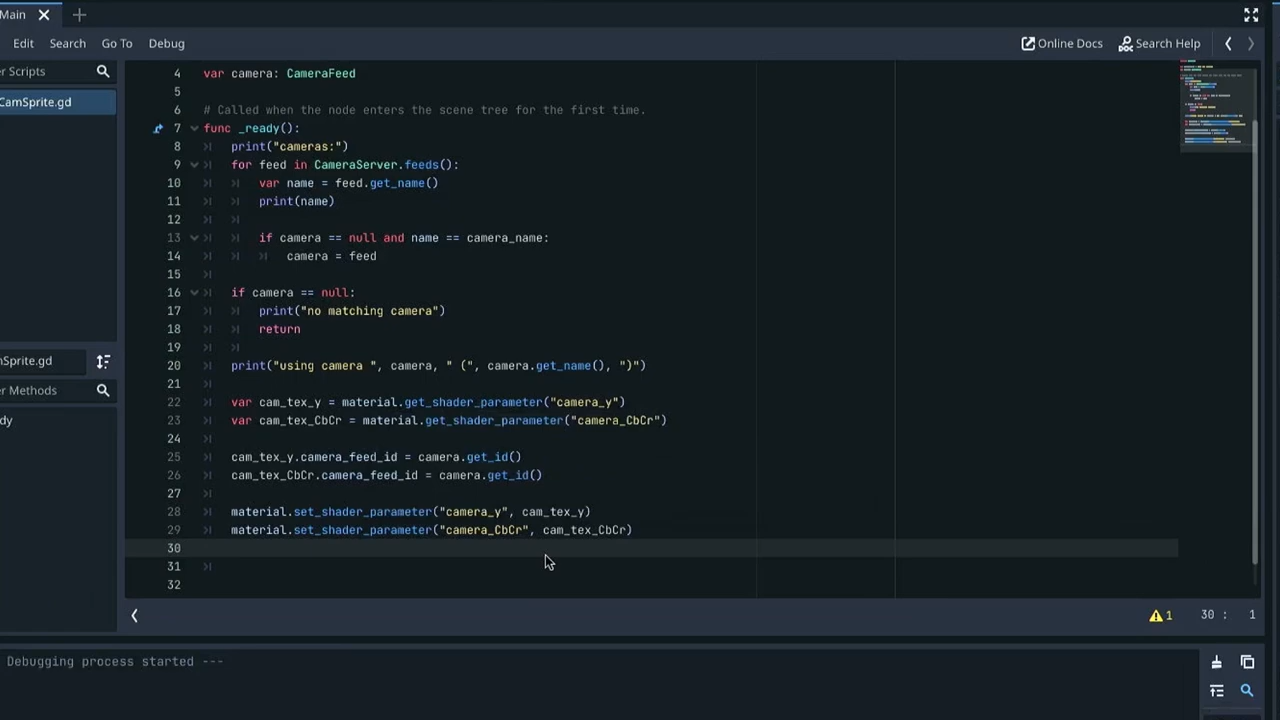 Main
Edit Search Go To Debug Online Docs Search Help
er Scripts
CamSprite.gd
mSprite.gd
er Methods
dy
4 var camera: CameraFeed
5
6 # Called when the node enters the scene tree for the first time.
7 func _ready():
8 print("cameras:")
9 for feed in CameraServer.feeds():
10 var name = feed.get_name()
11 print(name)
12
13 if camera == null and name == camera_name:
14 camera = feed
15
16 if camera == null:
17 print("no matching camera")
18 return
19
20 print("using camera ", camera, " (", camera.get_name(), ")")
21
22 var cam_tex_y = material.get_shader_parameter("camera_y")
23 var cam_tex_CbCr = material.get_shader_parameter("camera_CbCr")
24
25 cam_tex_y.camera_feed_id = camera.get_id()
26 cam_tex_CbCr.camera_feed_id = camera.get_id()
27
28 material.set_shader_parameter("camera_y", cam_tex_y)
29 material.set_shader_parameter("camera_CbCr", cam_tex_CbCr)
30
31
32
1 30 : 1
Debugging process started ---